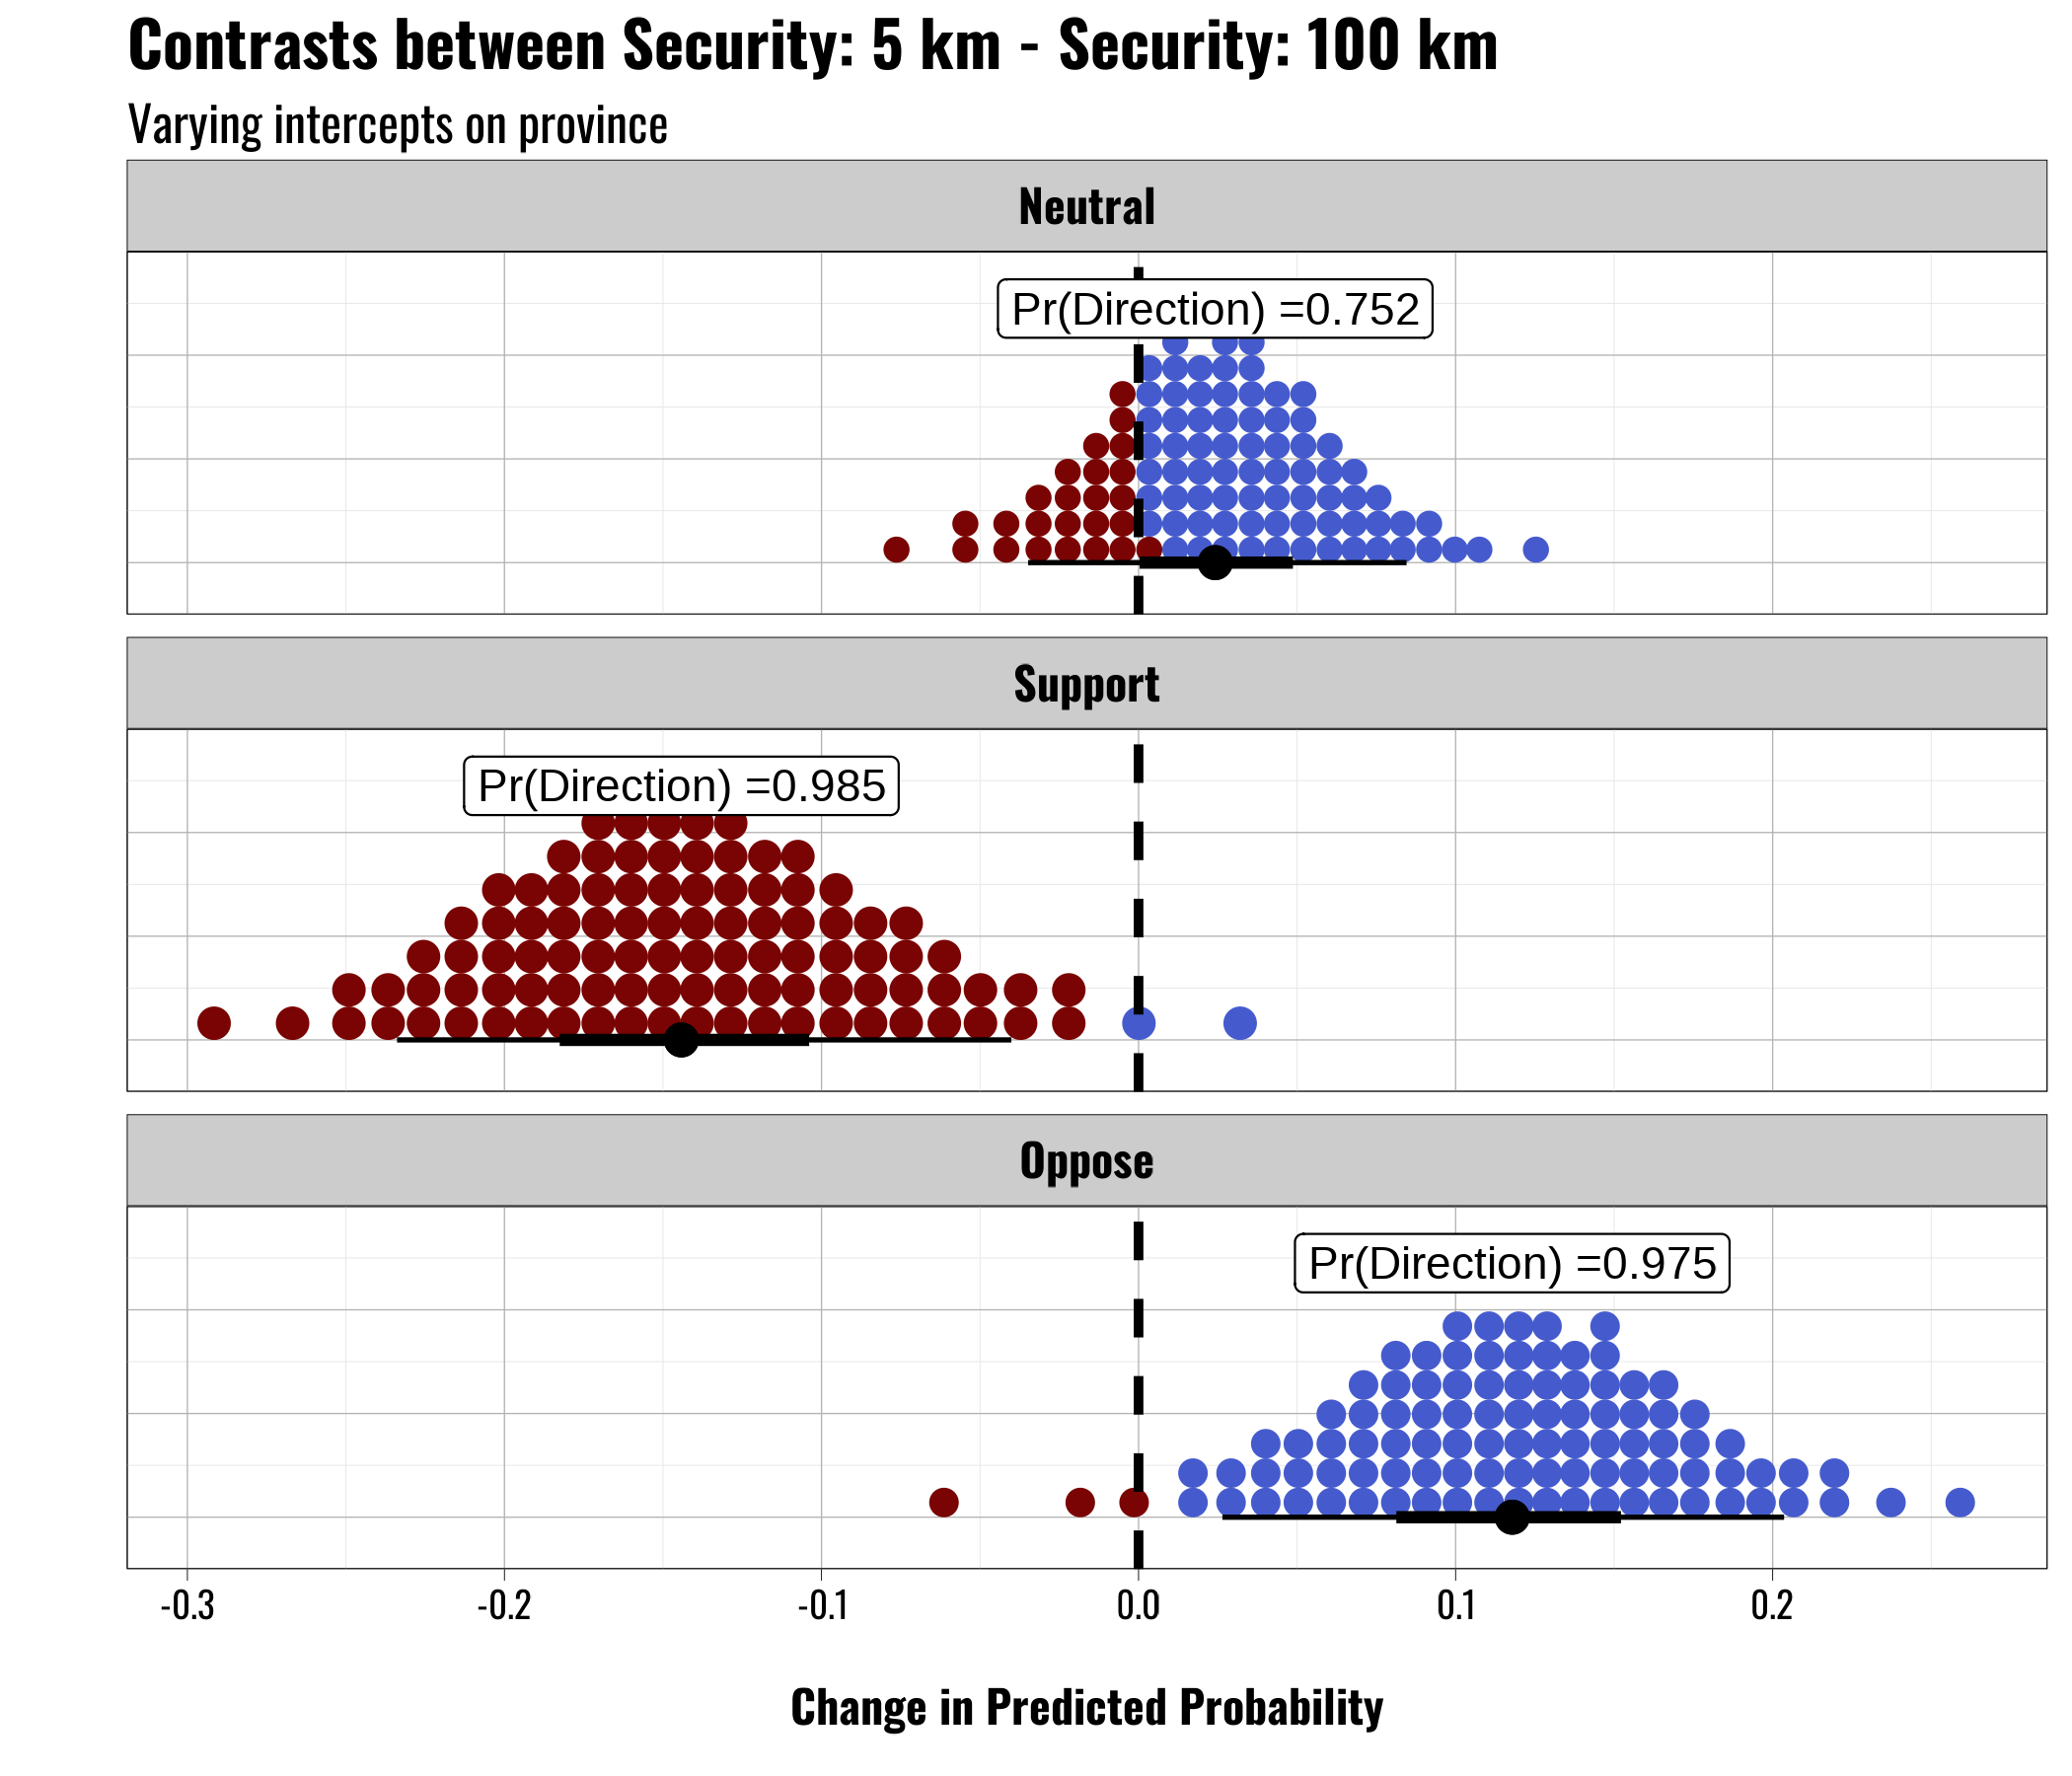 Contrasts between Security: 5 km - Security: 100 km
Varying intercepts on province
Neutral
Pr(Direction) =0.752
Support
Pr(Direction) =0.985
Oppose
Pr(Direction) =0.975
-0.3 -0.2 -0.1 0.0 0.1 0.2
Change in Predicted Probability